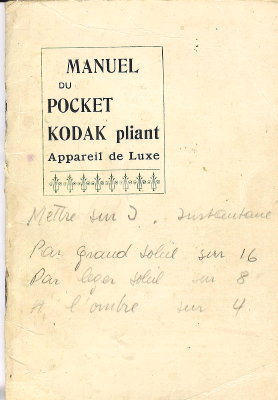 MANUEL
DU
POCKET
KODAK pliant
Appareil de Luxe
Mettre sur I. instantané
Par grand soleil sur 16
Par leger soleil sur 8
A l'ombre sur 4.